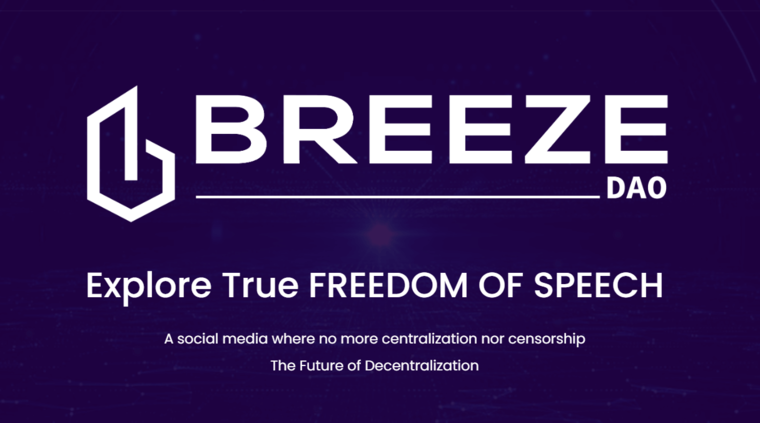 BREEZE
DAO
Explore True FREEDOM OF SPEECH
A social media where no more centralization nor censorship
The Future of Decentralization